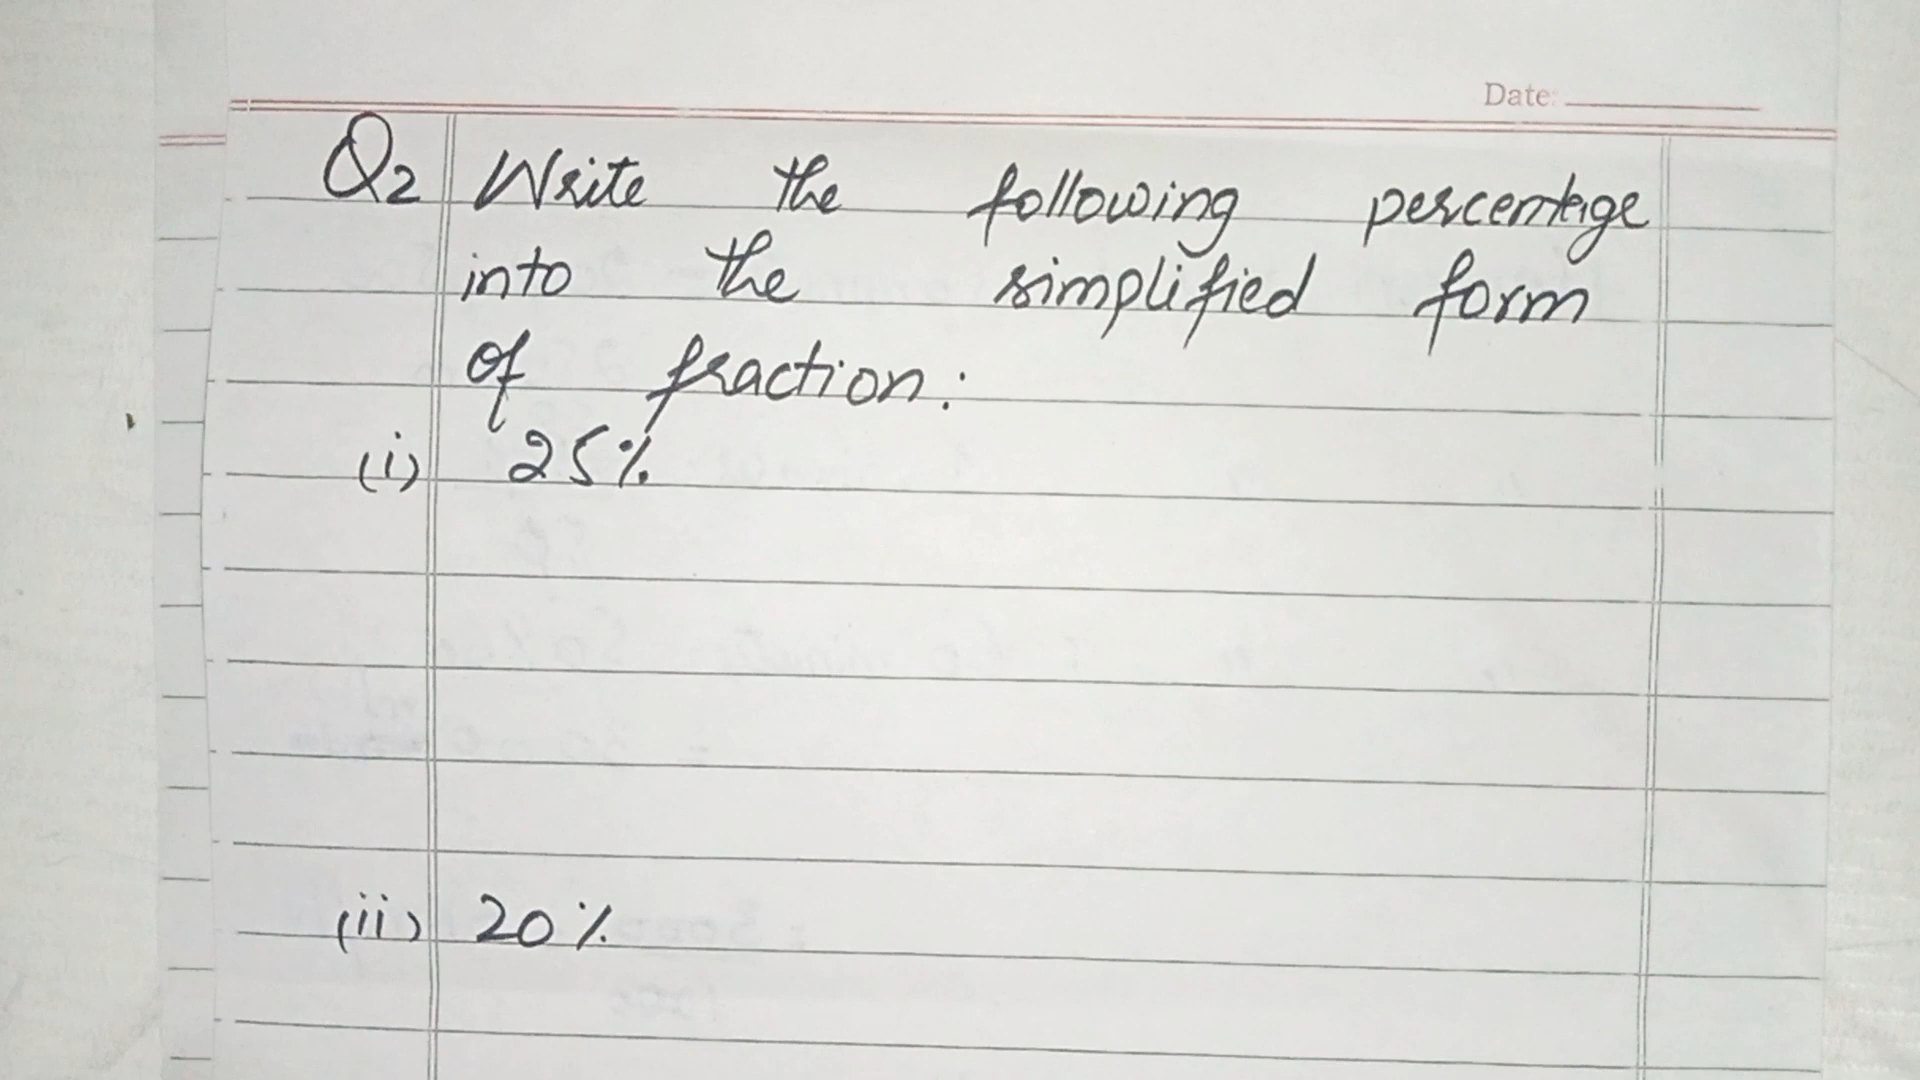 Date:
Q2 Write the following percentage
into the simplified form
of fraction:
(i) 25%
(ii) 20%